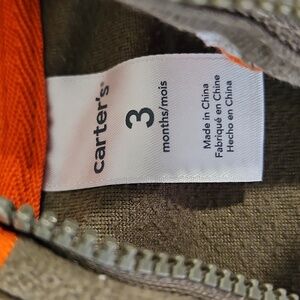 carter's®
3
months/mois
Made in China
Fabriqué en Chine
Hecho en China